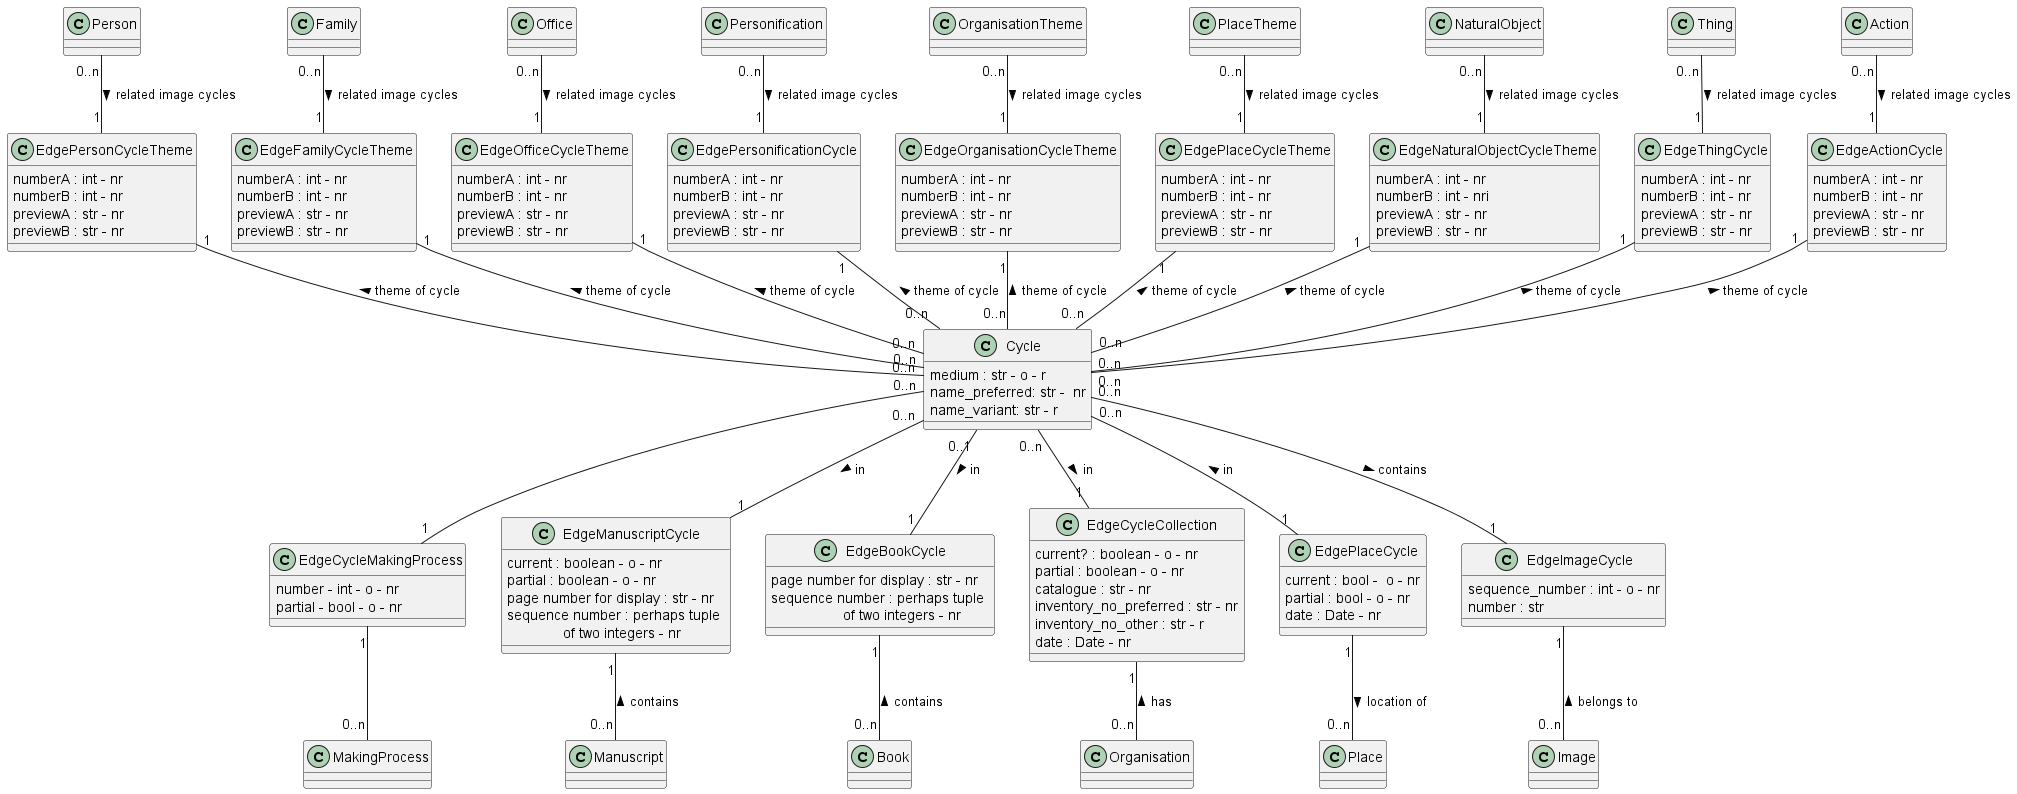 C Person
C Family
C Office
C Personification
C OrganisationTheme
C PlaceTheme
C NaturalObject
C Thing
C Action
0..n
0..n
0..n
0..n
0..n
0..n
0..n
0..n
0..n
related image cycles
related image cycles
related image cycles
related image cycles
related image cycles
related image cycles
related image cycles
related image cycles
related image cycles
1
1
1
1
1
1
1
1
1
C EdgePersonCycleTheme
numberA : int - nr
numberB : int - nr
previewA : str - nr
previewB : str - nr
C EdgeFamilyCycleTheme
numberA : int - nr
numberB : int - nr
previewA : str - nr
previewB : str - nr
C EdgeOfficeCycleTheme
numberA : int - nr
numberB : int - nr
previewA : str - nr
previewB : str - nr
C EdgePersonificationCycle
numberA : int - nr
numberB : int - nr
previewA : str - nr
previewB : str - nr
C EdgeOrganisationCycleTheme
numberA : int - nr
numberB : int - nr
previewA : str - nr
previewB : str - nr
C EdgePlaceCycleTheme
numberA : int - nr
numberB : int - nr
previewA : str - nr
previewB : str - nr
C EdgeNaturalObjectCycleTheme
numberA : int - nr
numberB : int - nri
previewA : str - nr
previewB : str - nr
C EdgeThingCycle
numberA : int - nr
numberB : int - nr
previewA : str - nr
previewB : str - nr
C EdgeActionCycle
numberA : int - nr
numberB : int - nr
previewA : str - nr
previewB : str - nr
1
1
1
1
1
1
1
1
1
theme of cycle
theme of cycle
theme of cycle
theme of cycle
theme of cycle
theme of cycle
theme of cycle
theme of cycle
theme of cycle
0..n
0..n
0..n
0..n
0..n
0..n
0..n
0..n
0..n
C Cycle
medium : str - o - r
name_preferred: str -  nr
name_variant: str - r
0..n
0..n
0..1
0..n
0..n
0..n
in
in
in
in
contains
1
1
1
1
1
1
C EdgeCycleMakingProcess
number - int - o - nr
partial - bool - o - nr
C EdgeManuscriptCycle
current : boolean - o - nr
partial : boolean - o - nr
page number for display : str - nr
sequence number : perhaps tuple
of two integers - nr
C EdgeBookCycle
page number for display : str - nr
sequence number : perhaps tuple
of two integers - nr
C EdgeCycleCollection
current? : boolean - o - nr
partial : boolean - o - nr
catalogue : str - nr
inventory_no_preferred : str - nr
inventory_no_other : str - r
date : Date - nr
C EdgePlaceCycle
current : bool -  o - nr
partial : bool - o - nr
date : Date - nr
C EdgeImageCycle
sequence_number : int - o - nr
number : str
1
1
1
1
1
1
contains
contains
has
location of
belongs to
0..n
0..n
0..n
0..n
0..n
0..n
C MakingProcess
C Manuscript
C Book
C Organisation
C Place
C Image